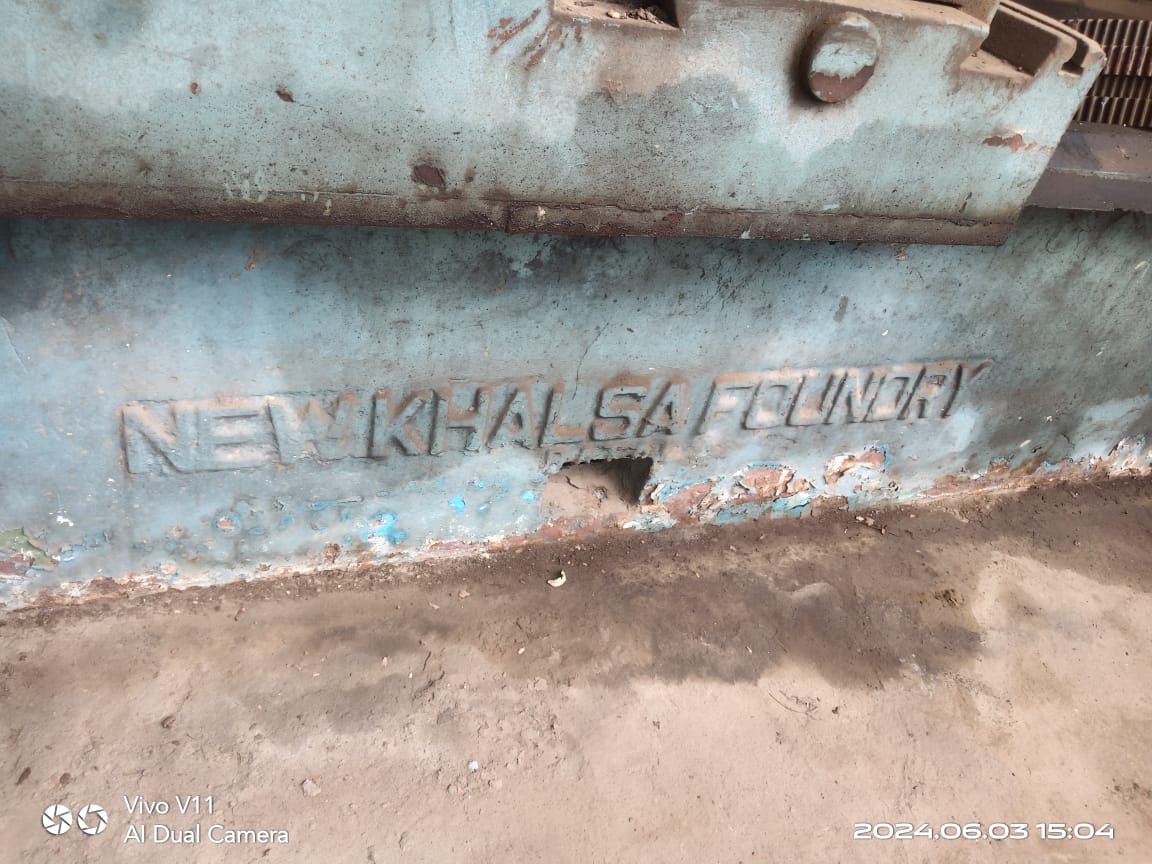 NEW KHALSA FOUNDRY
Vivo V11
AI Dual Camera
2024.06.03 15:04